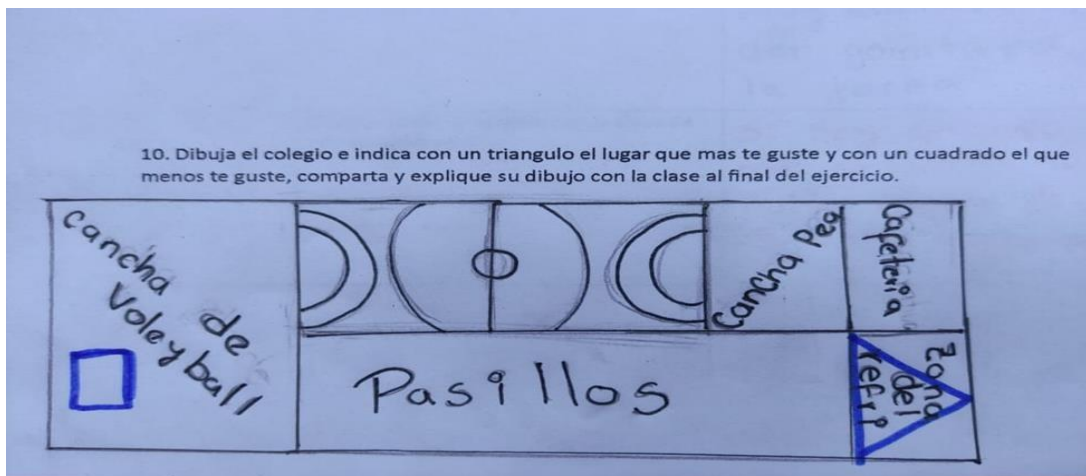 10. Dibuja el colegio e indica con un triangulo el lugar que mas te guste y con un cuadrado el que
menos te guste, comparta y explique su dibujo con la clase al final del ejercicio.
cancha
de
Voleyball
Pasillos
Cancha Peq
Cafeteria
Zona
del
refri